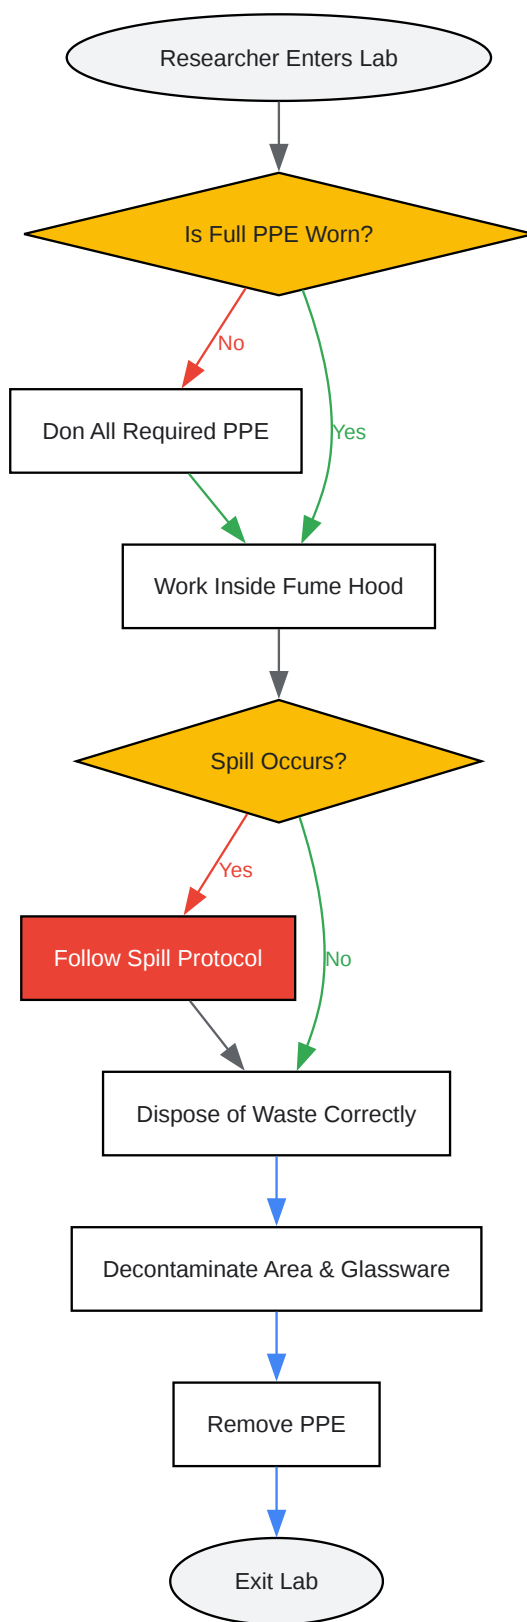 Researcher Enters Lab
Is Full PPE Worn?
No
Don All Required PPE
Yes
Work Inside Fume Hood
Spill Occurs?
Yes
Follow Spill Protocol
No
Dispose of Waste Correctly
Decontaminate Area & Glassware
Remove PPE
Exit Lab